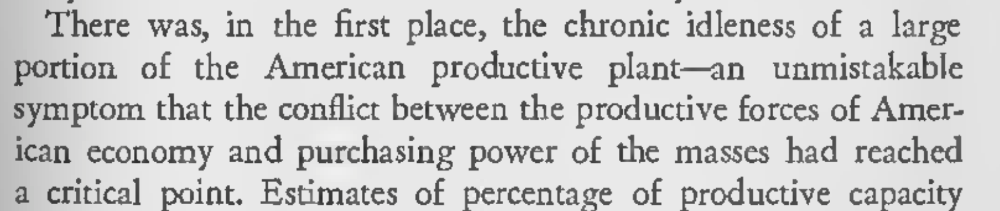 There was, in the first place, the chronic idleness of a large
portion of the American productive plant—an unmistakable
symptom that the conflict between the productive forces of Amer-
ican economy and purchasing power of the masses had reached
a critical point. Estimates of percentage of productive capacity